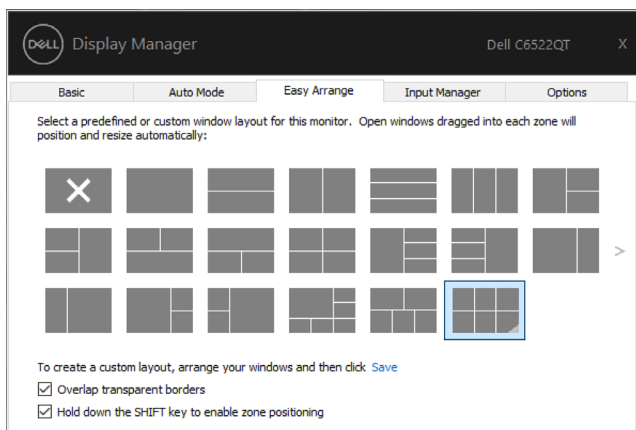 DELL Display Manager Dell C6522QT X
Basic Auto Mode Easy Arrange Input Manager Options
Select a predefined or custom window layout for this monitor. Open windows dragged into each zone will
position and resize automatically:
>
To create a custom layout, arrange your windows and then click Save
Overlap transparent borders
Hold down the SHIFT key to enable zone positioning